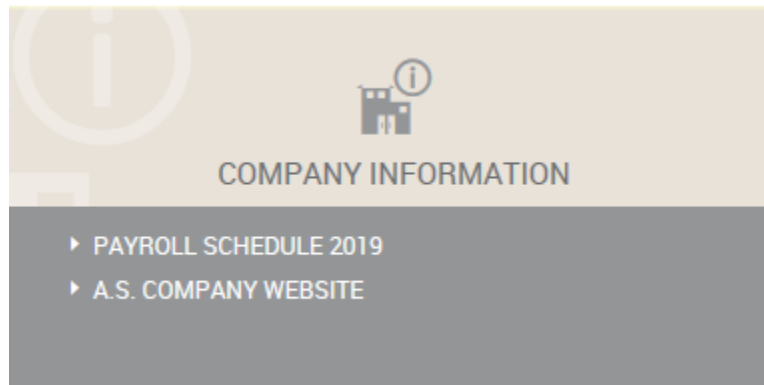 COMPANY INFORMATION
PAYROLL SCHEDULE 2019
A.S. COMPANY WEBSITE